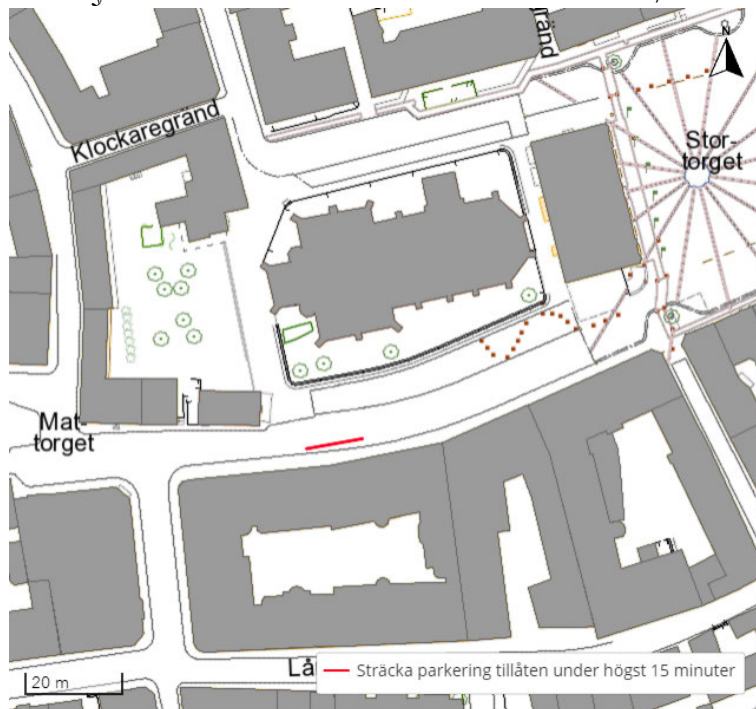 gränd
N
Klockaregränd
Stor-
torget
Mat
torget
20 m
Sträcka parkering tillåten under högst 15 minuter